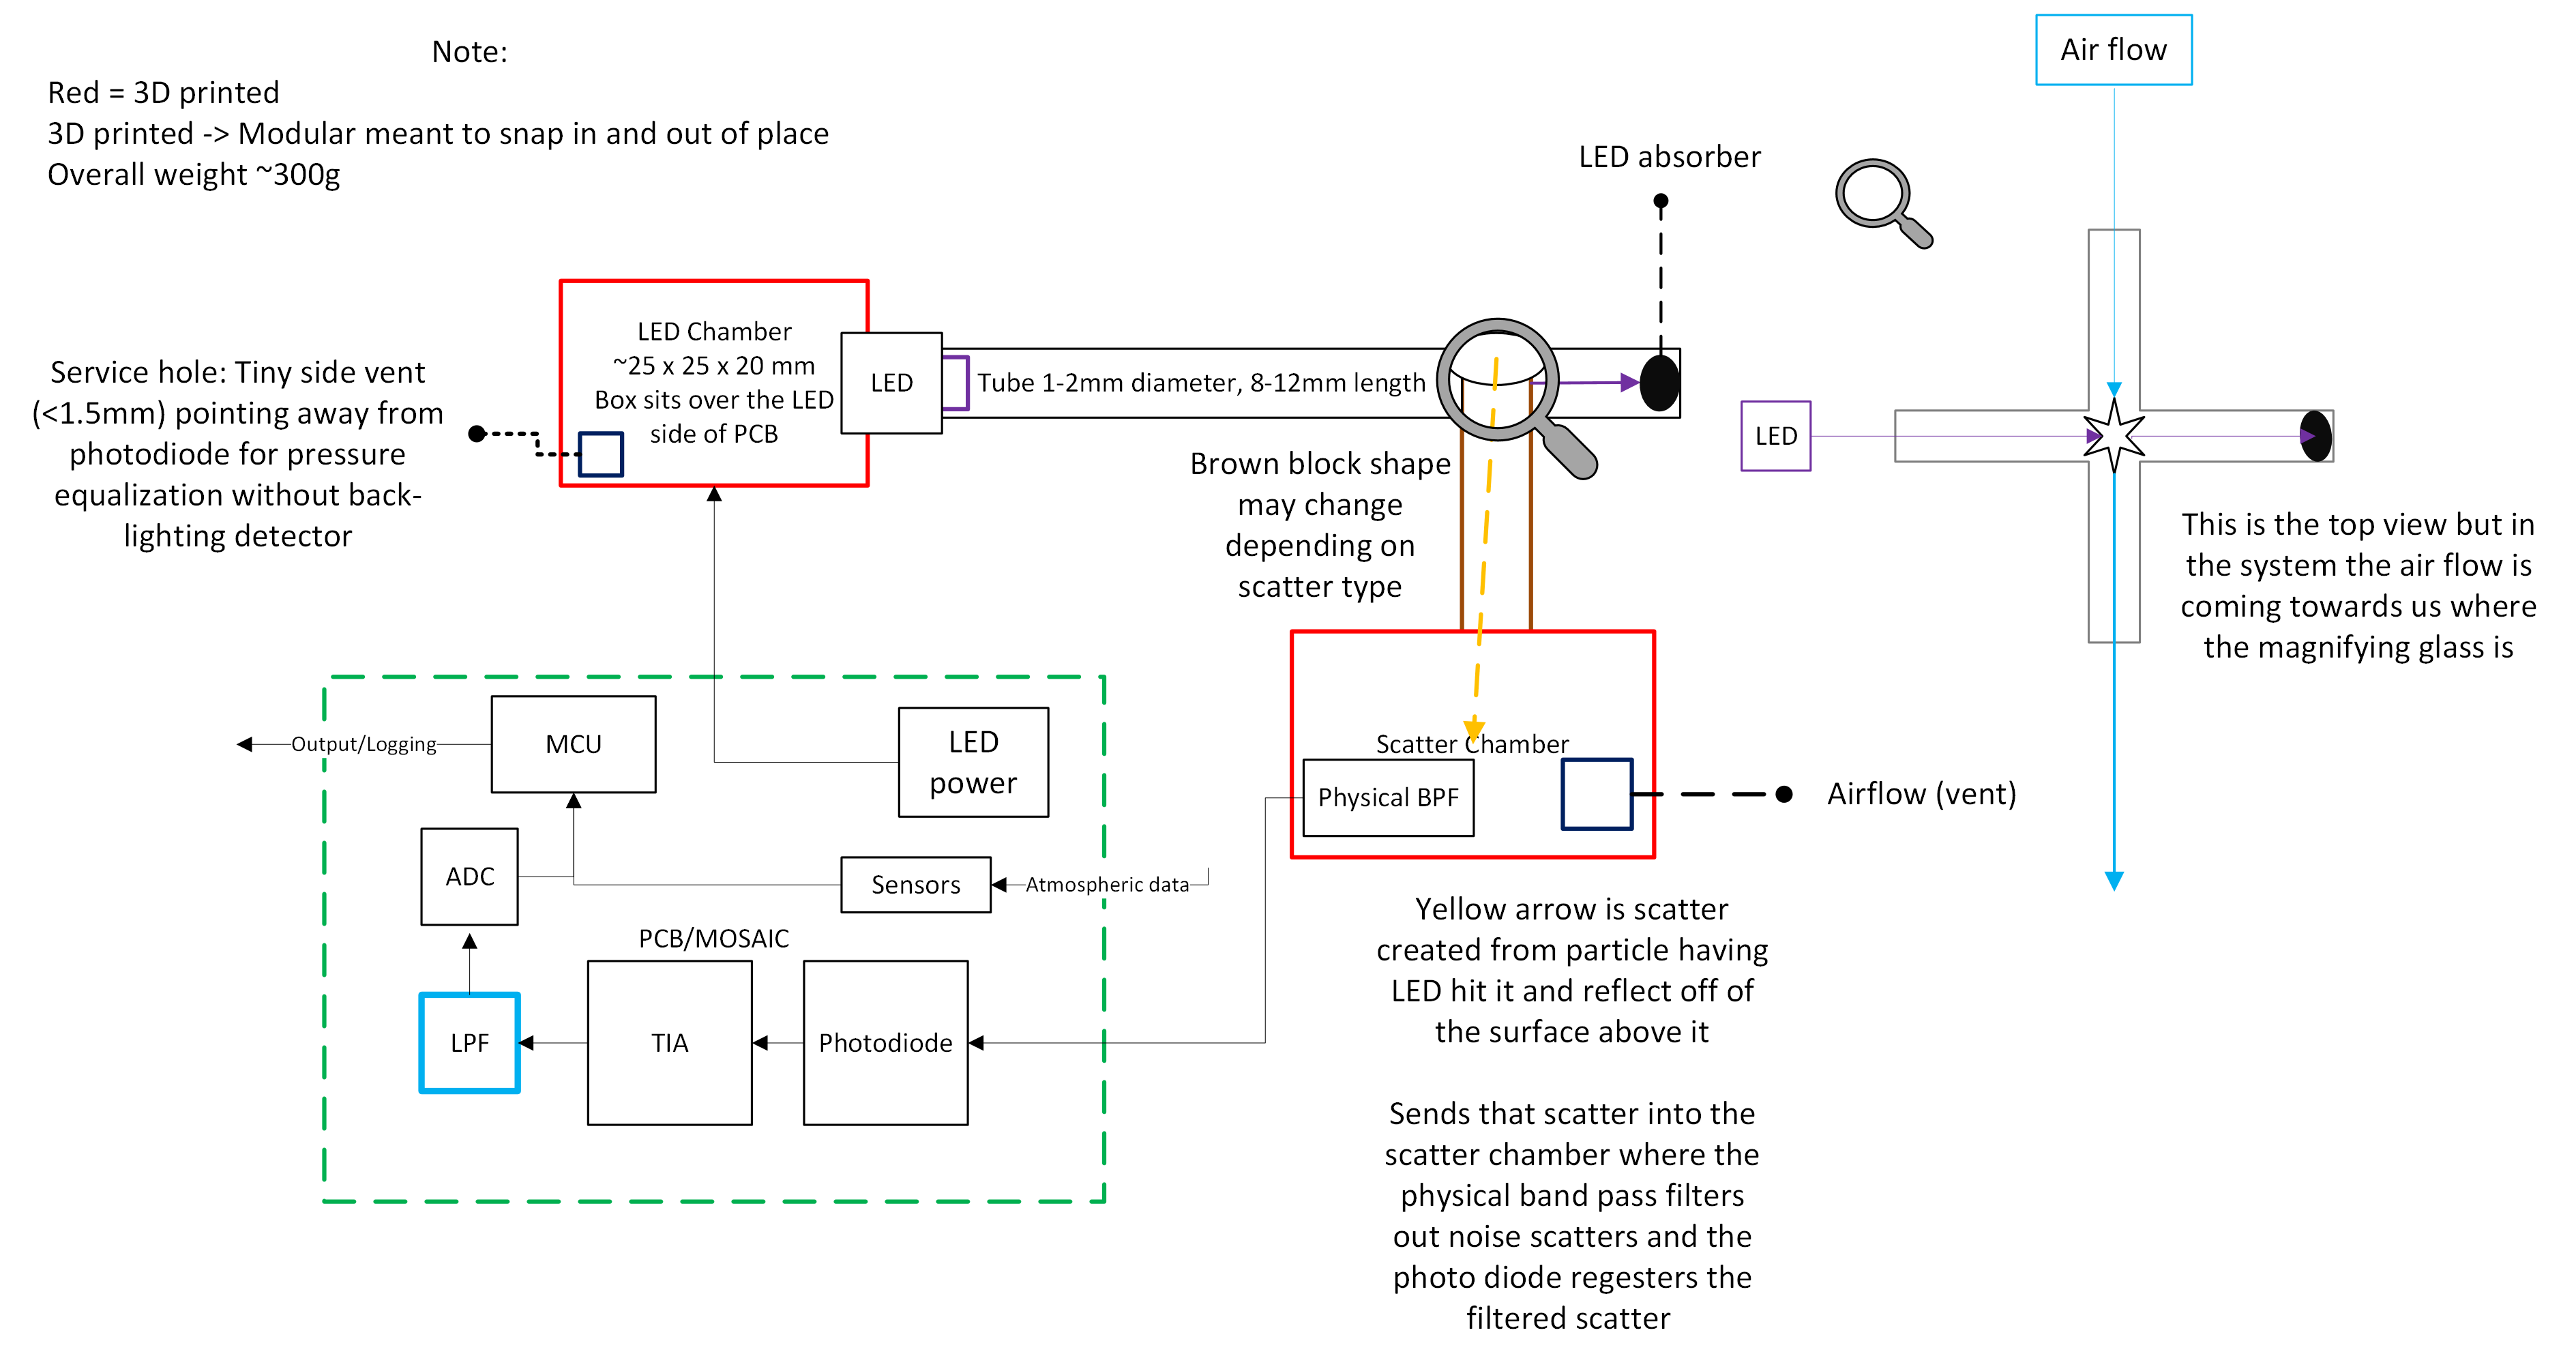 Note:
Red = 3D printed
3D printed -> Modular meant to snap in and out of place
Overall weight ~300g
Air flow
LED absorber
LED Chamber
~25 x 25 x 20 mm
Box sits over the LED
side of PCB
LED
Tube 1-2mm diameter, 8-12mm length
Service hole: Tiny side vent
(<1.5mm) pointing away from
photodiode for pressure
equalization without back-
lighting detector
Brown block shape
may change
depending on
scatter type
LED
This is the top view but in
the system the air flow is
coming towards us where
the magnifying glass is
Output/Logging
MCU
LED
power
Scatter Chamber
Physical BPF
Airflow (vent)
ADC
Sensors
Atmospheric data
PCB/MOSAIC
LPF
TIA
Photodiode
Yellow arrow is scatter
created from particle having
LED hit it and reflect off of
the surface above it
Sends that scatter into the
scatter chamber where the
physical band pass filters
out noise scatters and the
photo diode regesters the
filtered scatter